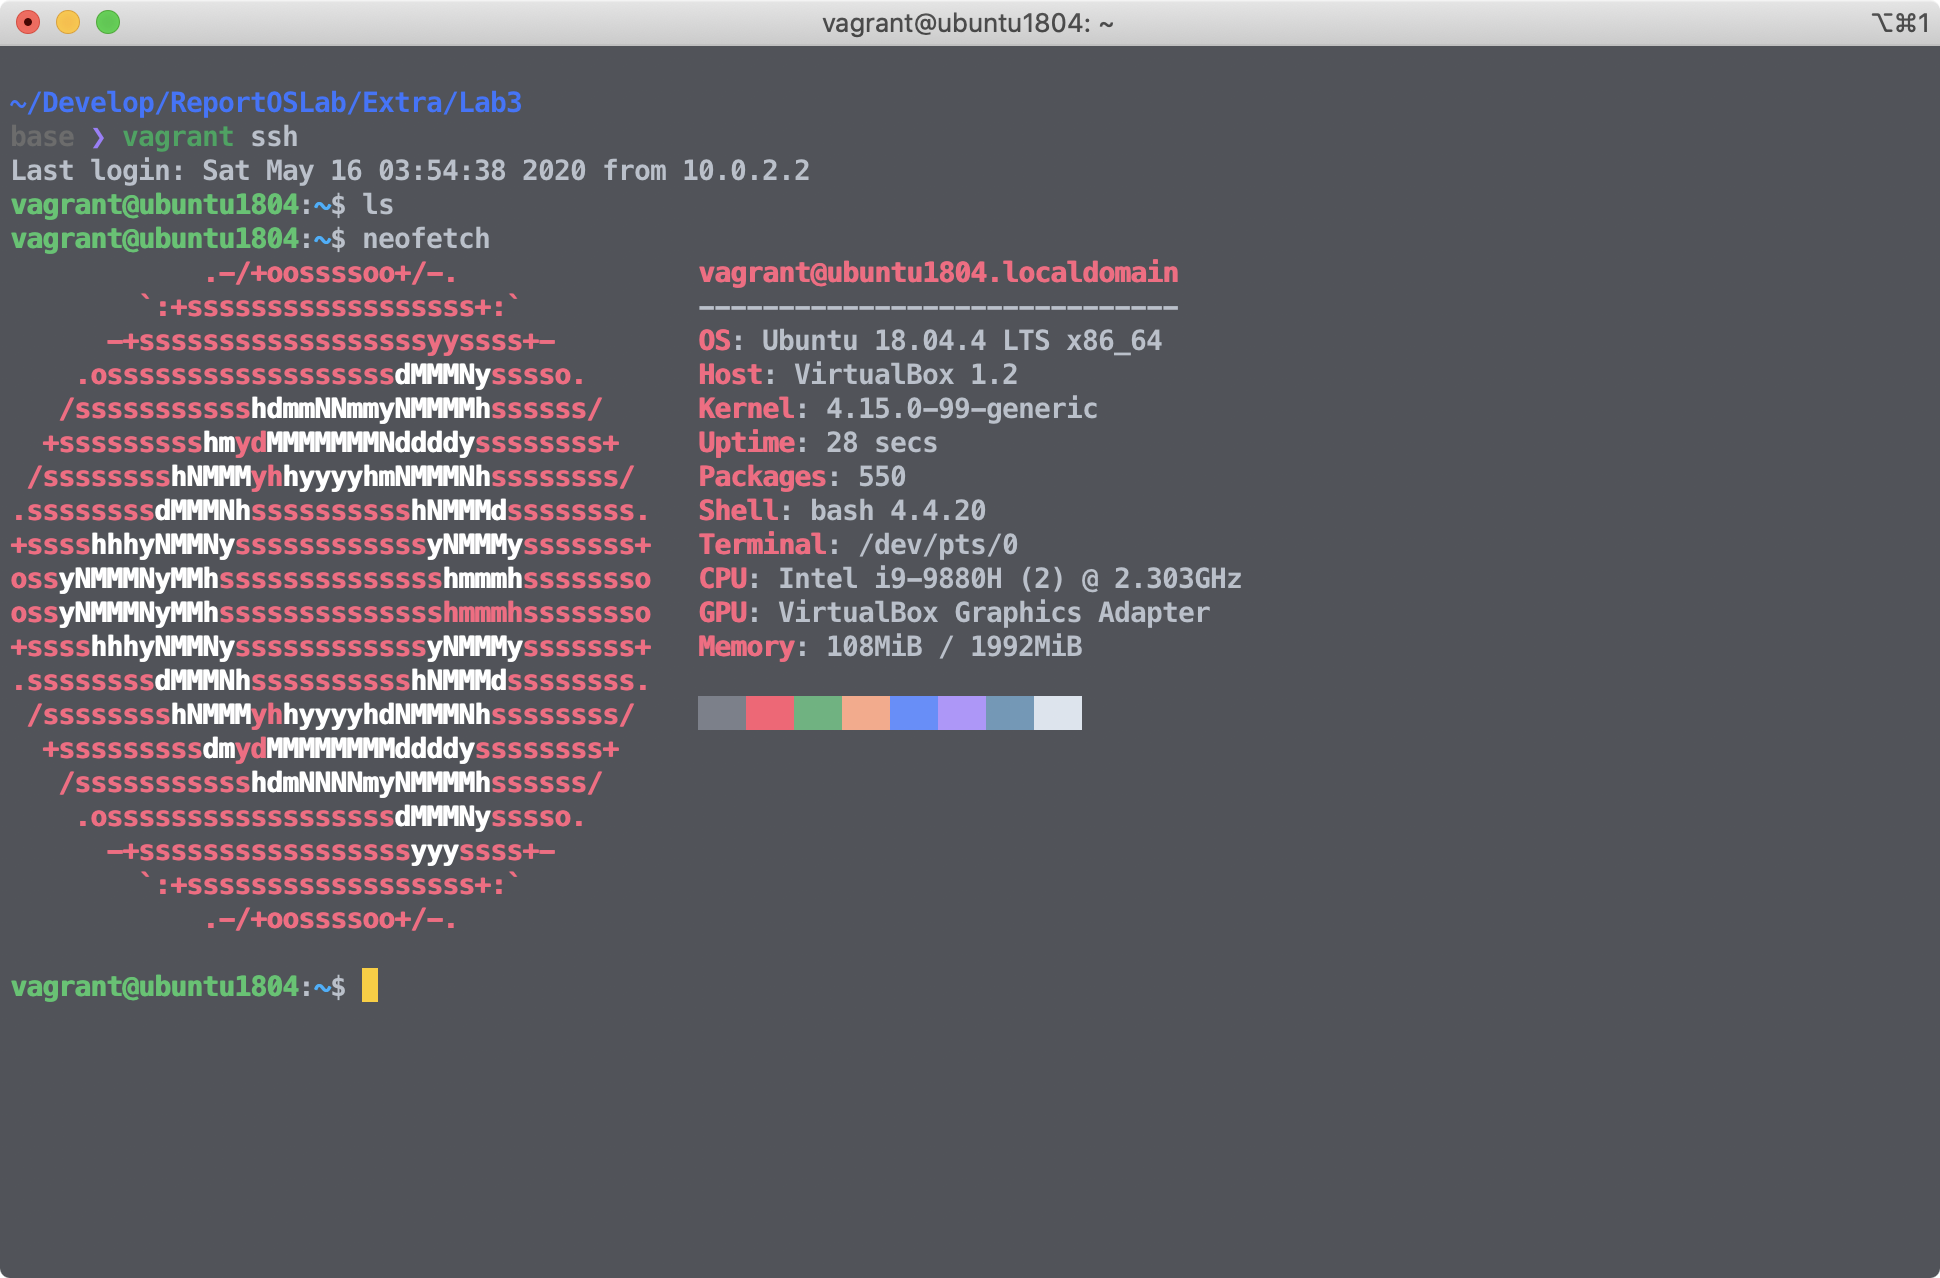 vagrant@ubuntu1804: ~
⌥⌘1
~/Develop/ReportOSLab/Extra/Lab3
base ❯ vagrant ssh
Last login: Sat May 16 03:54:38 2020 from 10.0.2.2
vagrant@ubuntu1804:~$ ls
vagrant@ubuntu1804:~$ neofetch
            .-/+oossssoo+/-.               vagrant@ubuntu1804.localdomain
        `:+ssssssssssssssssss+:`           ------------------------------
      -+ssssssssssssssssssyyssss+-         OS: Ubuntu 18.04.4 LTS x86_64
    .ossssssssssssssssssdMMMNysssso.       Host: VirtualBox 1.2
   /ssssssssssshdmmNNmmyNMMMMhssssss/      Kernel: 4.15.0-99-generic
  +ssssssssshmydMMMMMMMNddddyssssssss+     Uptime: 28 secs
 /sssssssshNMMMyhhyyyyhmNMMMNhssssssss/    Packages: 550
.ssssssssdMMMNhsssssssssshNMMMdssssssss.   Shell: bash 4.4.20
+sssshhhyNMMNyssssssssssssyNMMMysssssss+   Terminal: /dev/pts/0
ossyNMMMNyMMhsssssssssssssshmmmhssssssso   CPU: Intel i9-9880H (2) @ 2.303GHz
ossyNMMMNyMMhsssssssssssssshmmmhssssssso   GPU: VirtualBox Graphics Adapter
+sssshhhyNMMNyssssssssssssyNMMMysssssss+   Memory: 108MiB / 1992MiB
.ssssssssdMMMNhsssssssssshNMMMdssssssss.
 /sssssssshNMMMyhhyyyyhdNMMMNhssssssss/
  +sssssssssdmydMMMMMMMMddddyssssssss+
   /ssssssssssshdmNNNNmyNMMMMhssssss/
    .ossssssssssssssssssdMMMNysssso.
      -+sssssssssssssssssyyyssss+-
        `:+ssssssssssssssssss+:`
            .-/+oossssoo+/-.
vagrant@ubuntu1804:~$